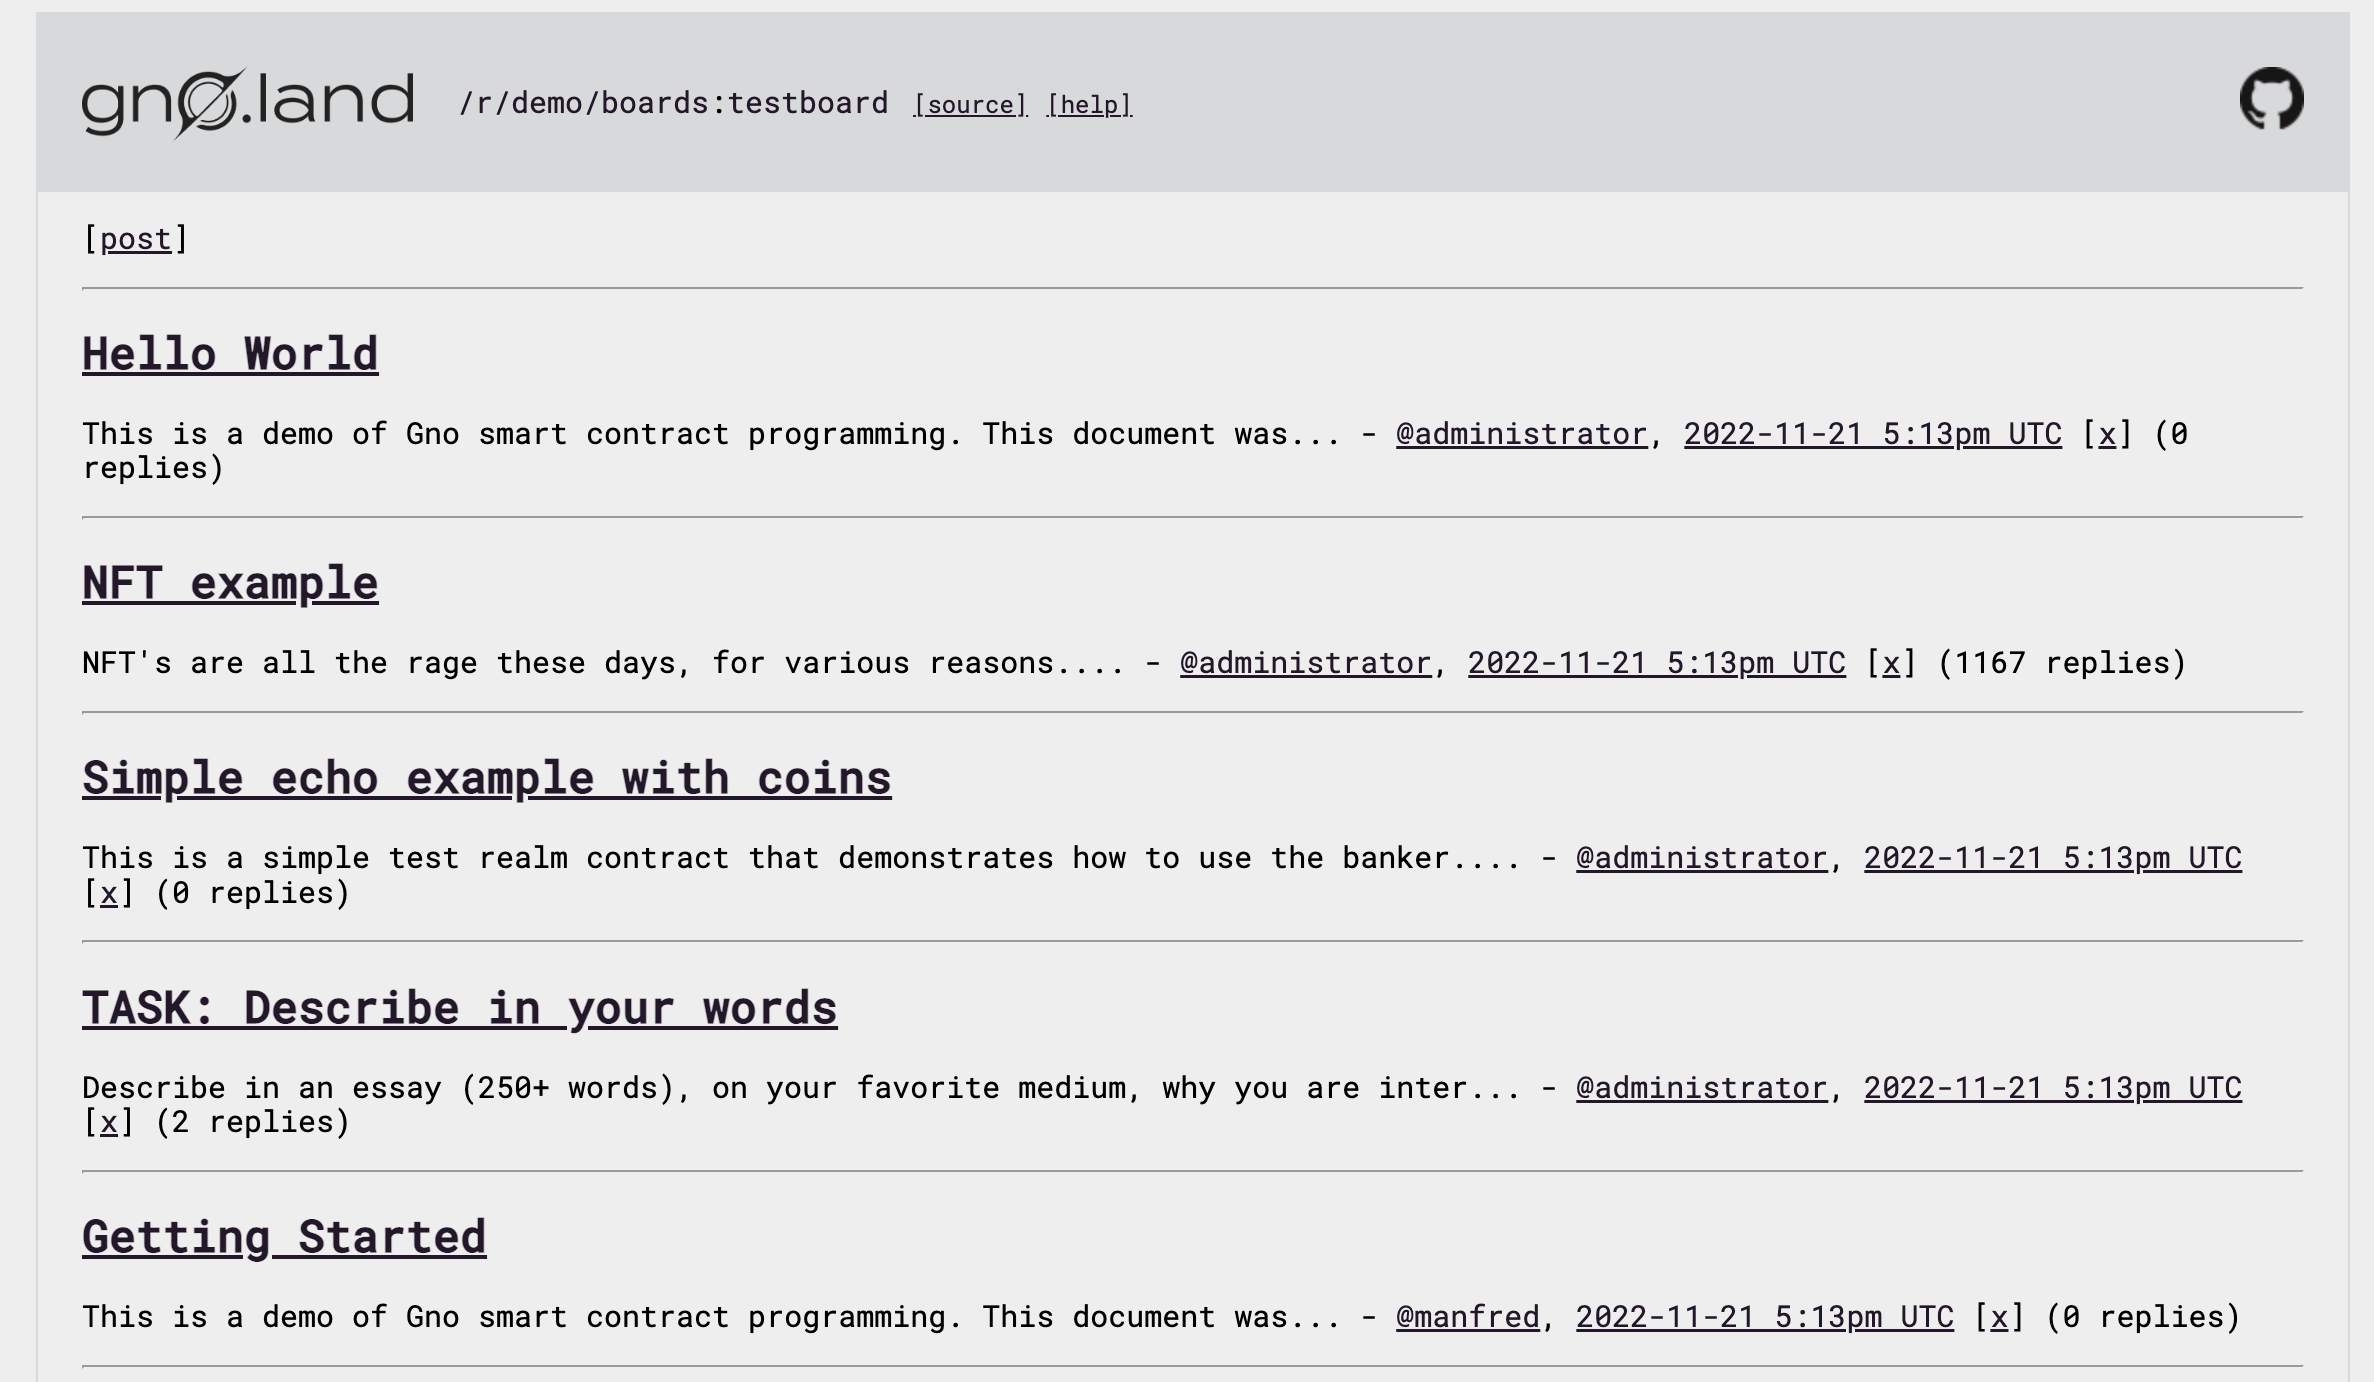 gno.land /r/demo/boards:testboard [source] [help]
[post]
Hello World
This is a demo of Gno smart contract programming. This document was... - @administrator, 2022-11-21 5:13pm UTC [x] (0
replies)
NFT example
NFT's are all the rage these days, for various reasons.... - @administrator, 2022-11-21 5:13pm UTC [x] (1167 replies)
Simple echo example with coins
This is a simple test realm contract that demonstrates how to use the banker.... - @administrator, 2022-11-21 5:13pm UTC
[x] (0 replies)
TASK: Describe in your words
Describe in an essay (250+ words), on your favorite medium, why you are inter... - @administrator, 2022-11-21 5:13pm UTC
[x] (2 replies)
Getting Started
This is a demo of Gno smart contract programming. This document was... - @manfred, 2022-11-21 5:13pm UTC [x] (0 replies)